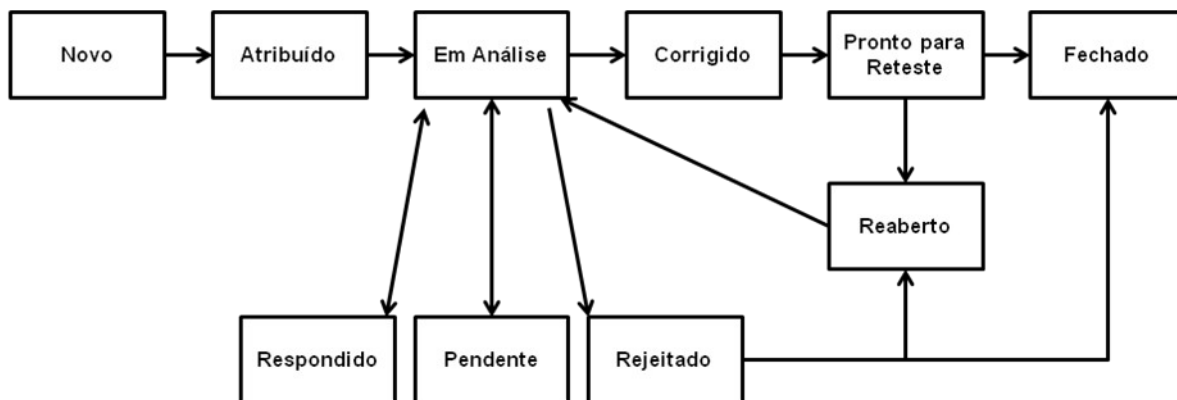 Novo
Atribuído
Em Análise
Corrigido
Pronto para
Reteste
Fechado
Reaberto
Respondido
Pendente
Rejeitado